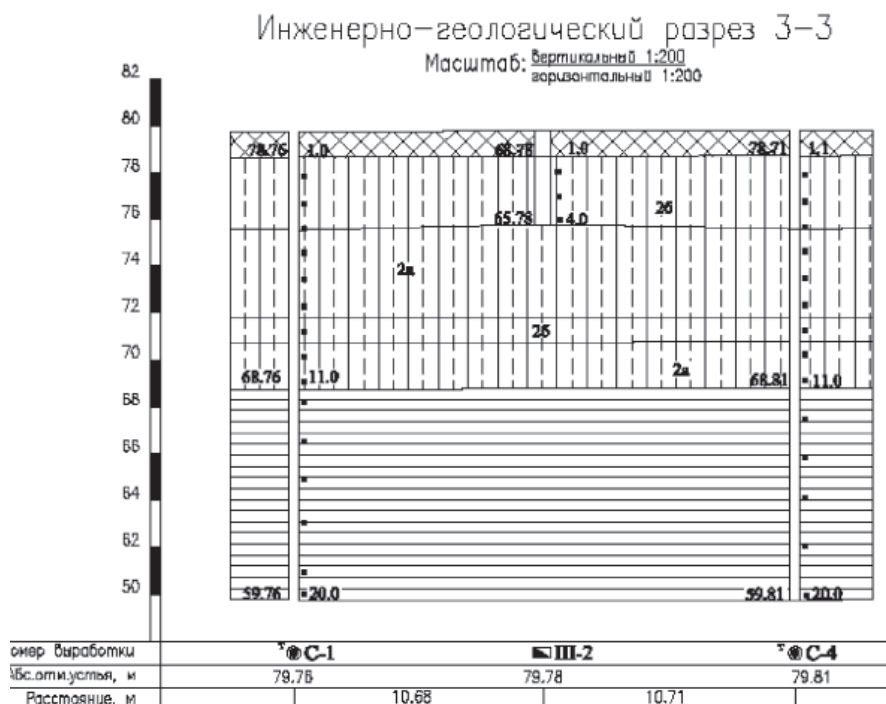 Инженерно-геологический разрез 3-3
Масштаб: вертикальный 1:200
горизонтальный 1:200
82
80
78.76 1.0 68.78 1.0 78.71 1.1
78
76 65.78 4.0 2б
74 2а
72
2б
70
2а
68.76 11.0 68.81 11.0
68
66
64
62
50 59.76 20.0 59.81 20.0
омер выработки С-1 Ш-2 С-4
Абс.отм.устья, м 79.76 79.78 79.81
Расстояние, м 10.68 10.71